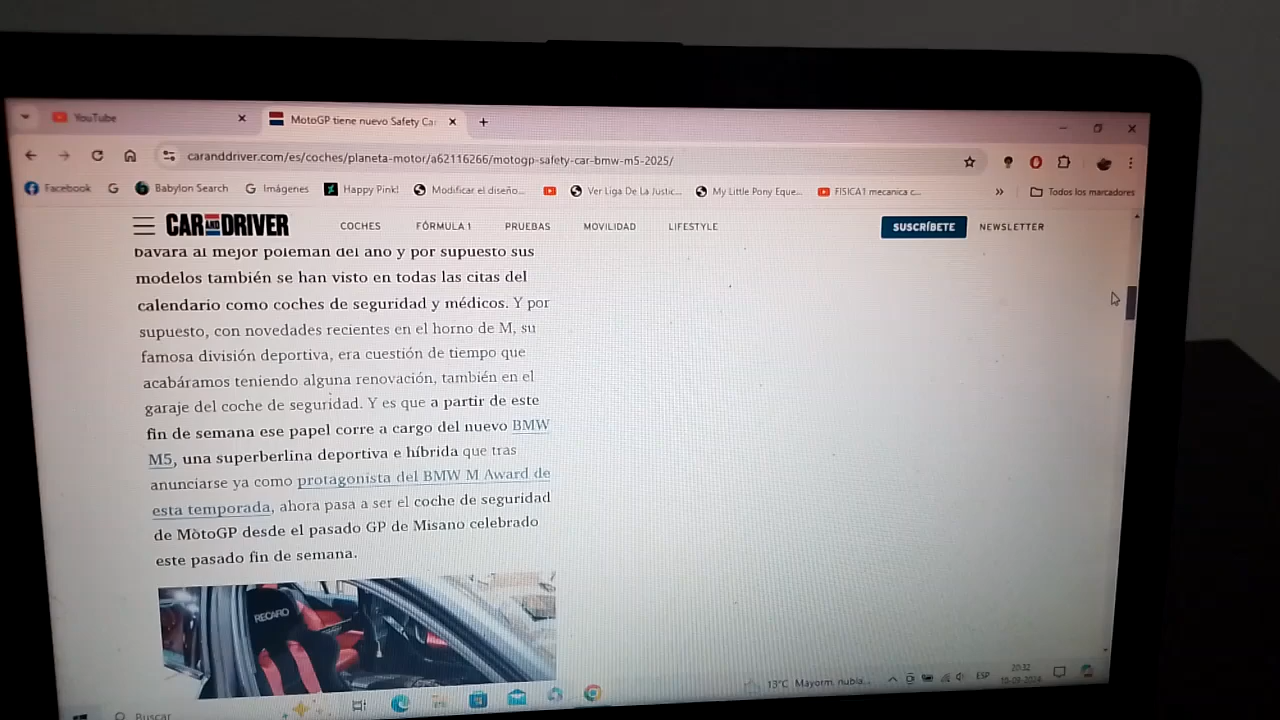 YouTube
MotoGP tiene nuevo Safety Car
caranddriver.com/es/coches/planeta-motor/a62116266/motogp-safety-car-bmw-m5-2025/
Facebook
Babylon Search
Imágenes
Happy Pink!
Modificar el diseño...
Ver Liga De La Justic...
My Little Pony Eque...
FISICA1 mecanica c...
»
Todos los marcadores
CAR AND DRIVER
COCHES
FÓRMULA 1
PRUEBAS
MOVILIDAD
LIFESTYLE
SUSCRÍBETE
NEWSLETTER
bávara al mejor poleman del año y por supuesto sus
modelos también se han visto en todas las citas del
calendario como coches de seguridad y médicos. Y por
supuesto, con novedades recientes en el horno de M, su
famosa división deportiva, era cuestión de tiempo que
acabáramos teniendo alguna renovación, también en el
garaje del coche de seguridad. Y es que a partir de este
fin de semana ese papel corre a cargo del nuevo BMW
M5, una superberlina deportiva e híbrida que tras
anunciarse ya como protagonista del BMW M Award de
esta temporada, ahora pasa a ser el coche de seguridad
de MotoGP desde el pasado GP de Misano celebrado
este pasado fin de semana.
RECARO
Buscar
13°C Mayorm. nubla...
ESP
20:32